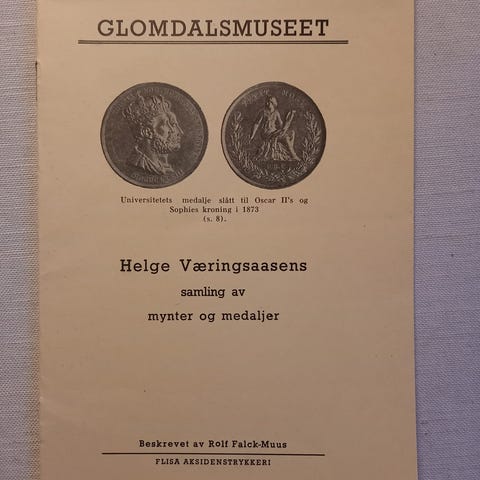 GLOMDALSMUSEET
Universitetets medalje slått til Oscar II's og
Sophies kroning i 1873
(s. 8).
Helge Væringsaasens
samling av
mynter og medaljer
Beskrevet av Rolf Falck-Muus
FLISA AKSIDENSTRYKKERI